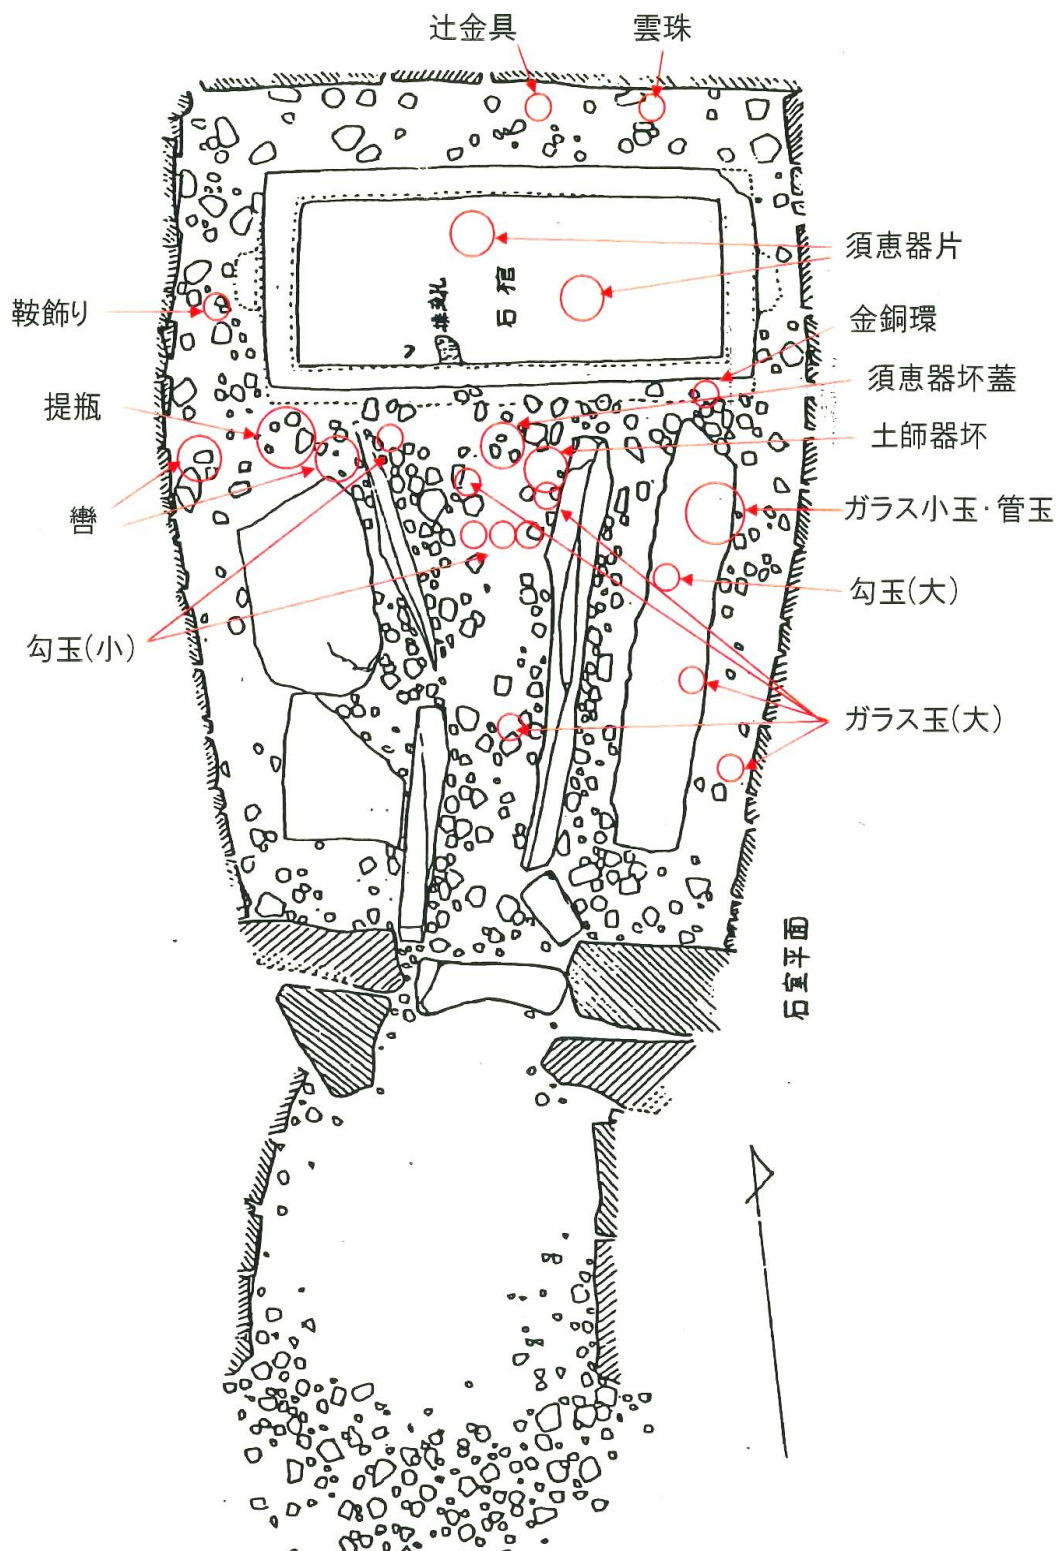 辻金具
雲珠
須恵器片
鞍飾り
金銅環
提瓶
須恵器坏蓋
土師器坏
轡
ガラス小玉・管玉
勾玉(大)
勾玉(小)
ガラス玉(大)
石棺
石室平面